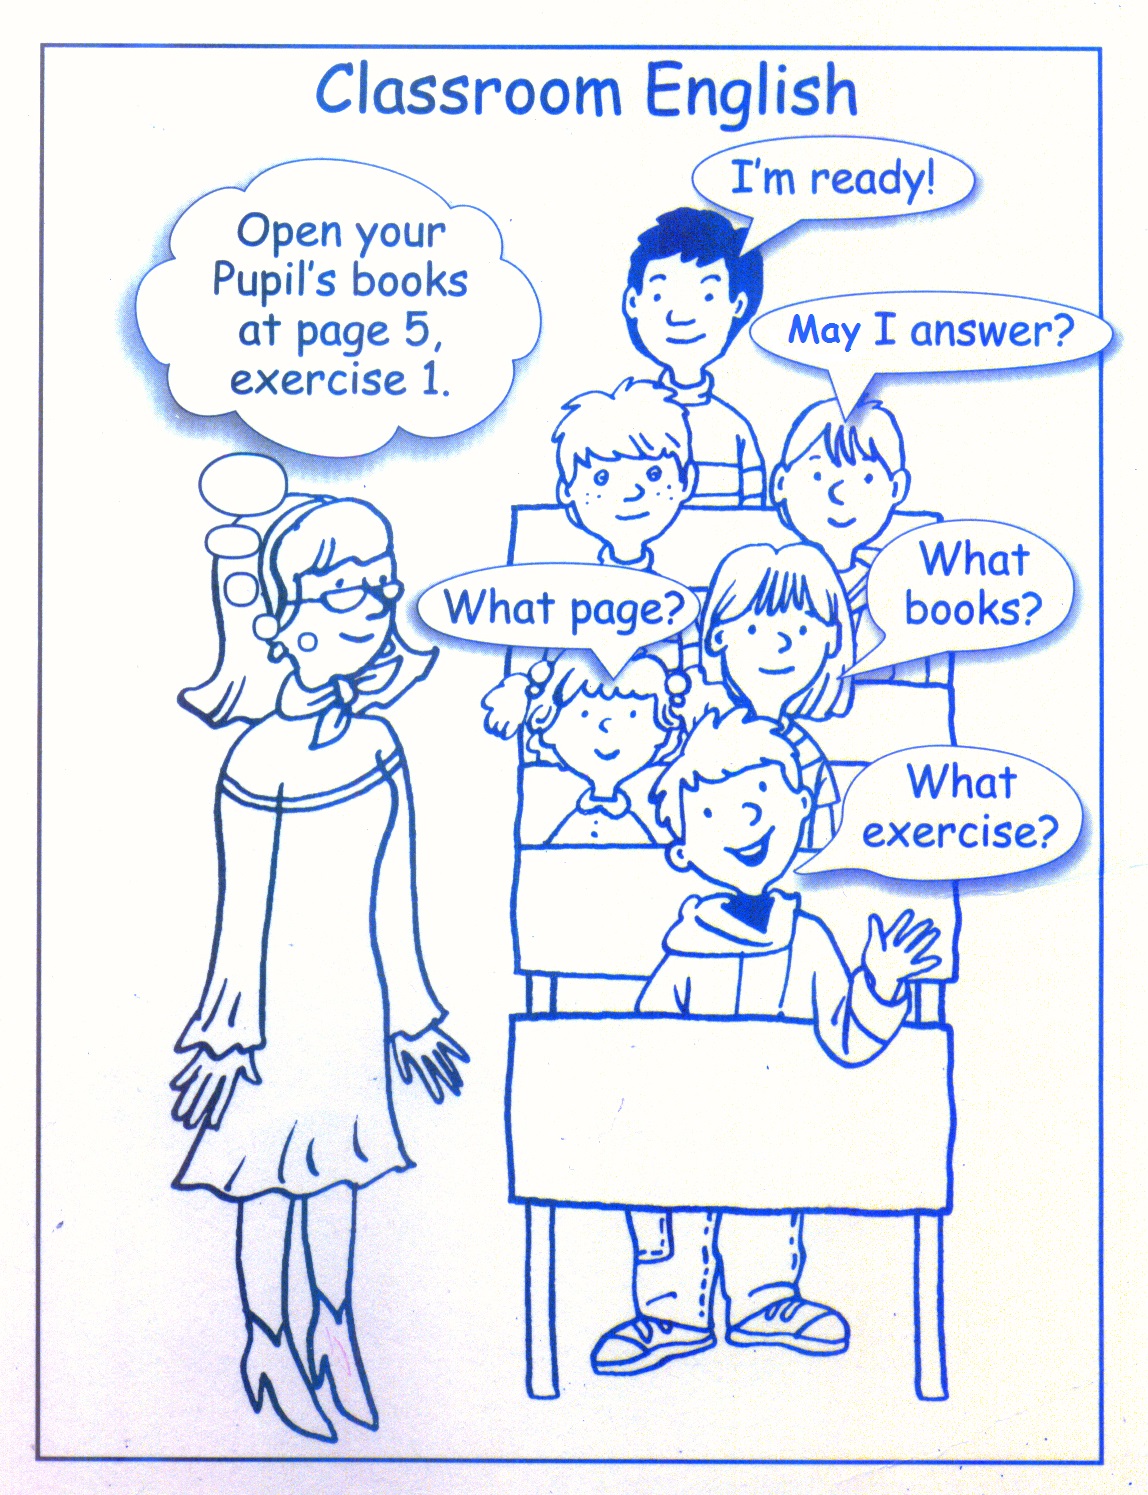 Classroom English
I'm ready!
Open your
Pupil's books
at page 5,
exercise 1.
May I answer?
What
books?
What page?
What
exercise?